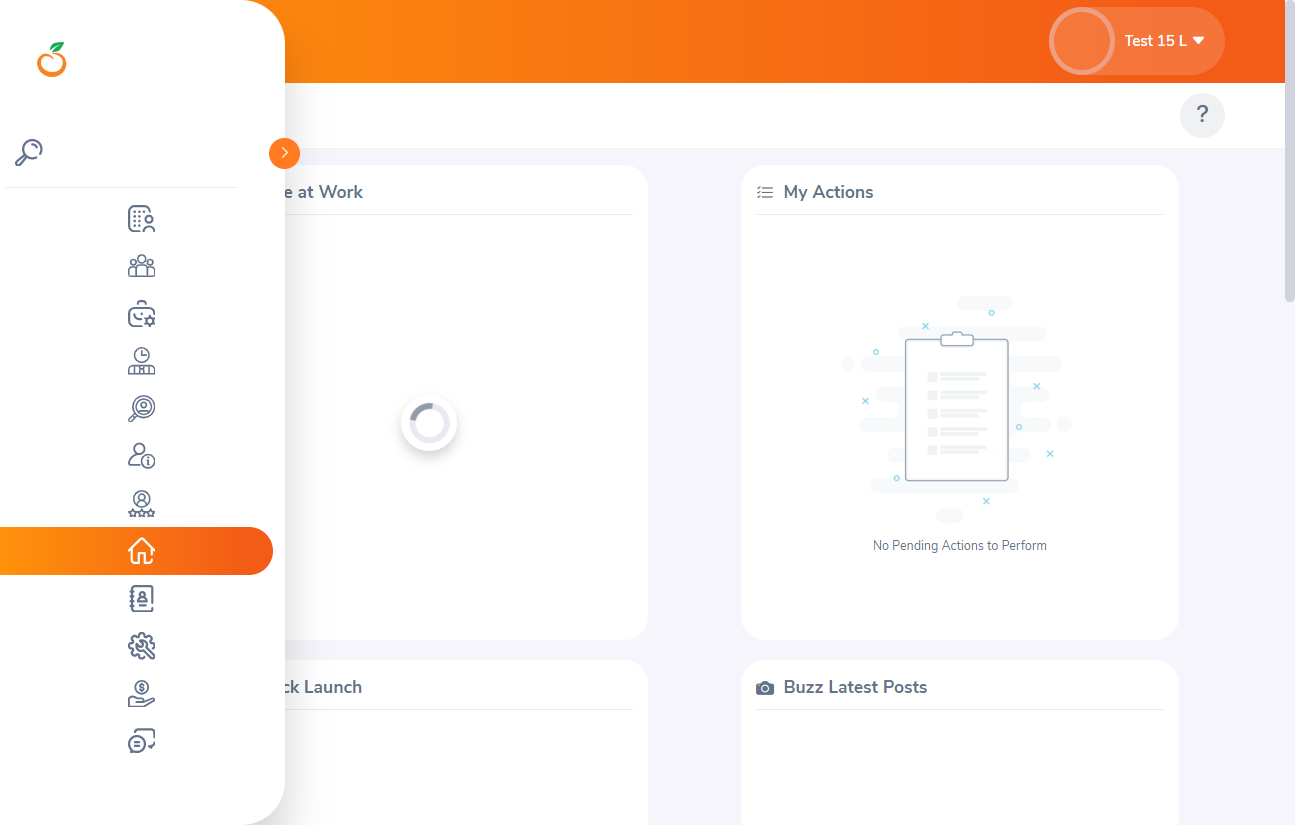 Test 15 L
?
e at Work
My Actions
No Pending Actions to Perform
ck Launch
Buzz Latest Posts